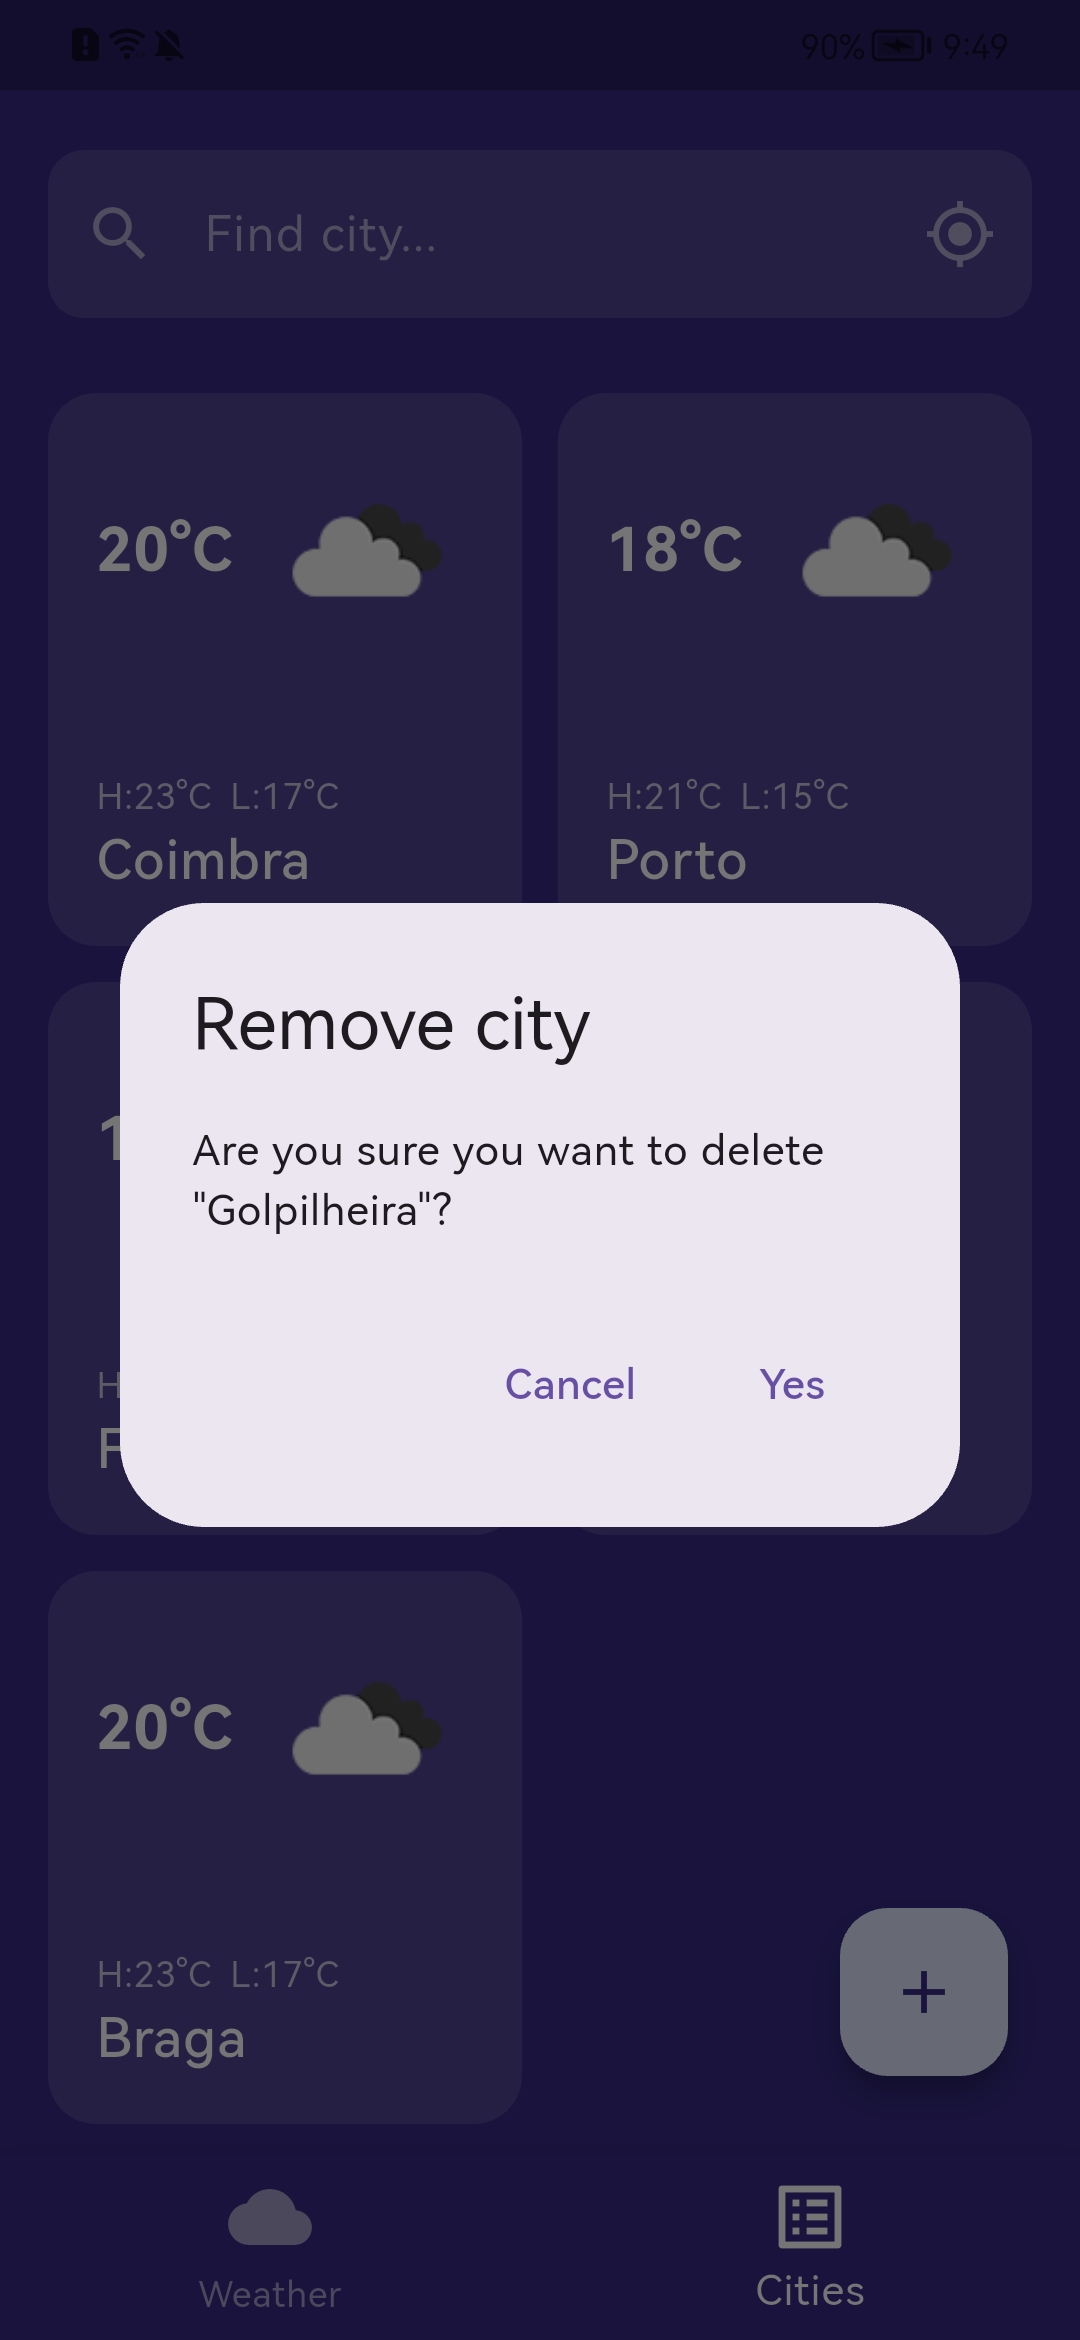 90% 9:49
Find city...
20°C
18°C
H:23°C L:17°C
Coimbra
H:21°C L:15°C
Porto
Remove city
Are you sure you want to delete
"Golpilheira"?
Cancel
Yes
20°C
H:23°C L:17°C
Braga
Weather
Cities